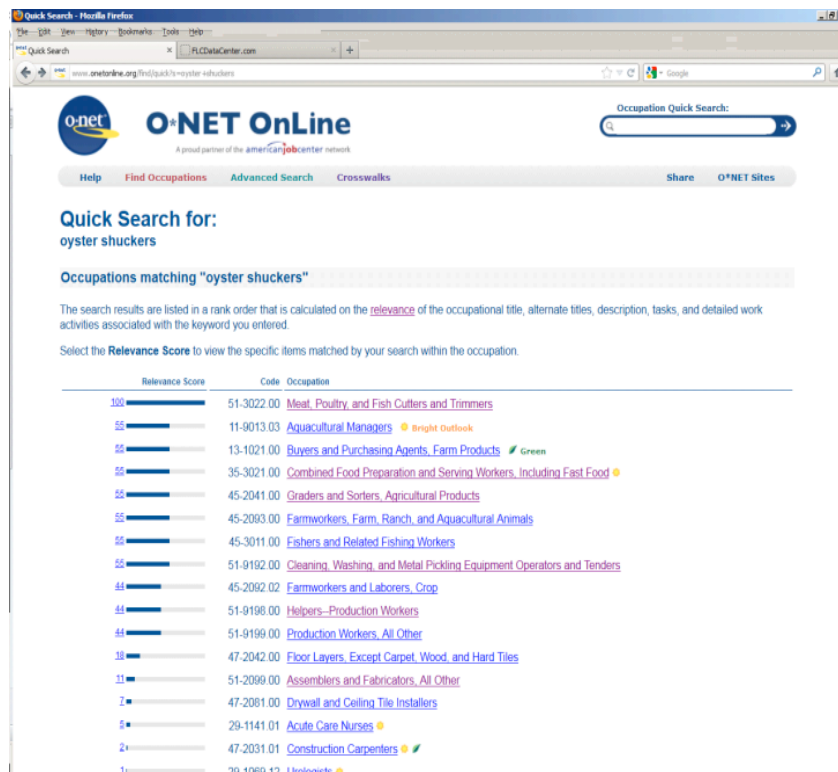 Quick Search - Mozilla Firefox
File Edit View History Bookmarks Tools Help
Quick Search × FLCDataCenter.com × +
www.onetonline.org/find/quick?s=oyster+shuckers Google
o·net O*NET OnLine
A proud partner of the americanjobcenter network
Occupation Quick Search:
Help Find Occupations Advanced Search Crosswalks Share O*NET Sites
Quick Search for:
oyster shuckers
Occupations matching "oyster shuckers"
The search results are listed in a rank order that is calculated on the relevance of the occupational title, alternate titles, description, tasks, and detailed work
activities associated with the keyword you entered.
Select the Relevance Score to view the specific items matched by your search within the occupation.
Relevance Score Code Occupation
100 51-3022.00 Meat, Poultry, and Fish Cutters and Trimmers
55 11-9013.03 Aquacultural Managers Bright Outlook
55 13-1021.00 Buyers and Purchasing Agents, Farm Products Green
55 35-3021.00 Combined Food Preparation and Serving Workers, Including Fast Food
55 45-2041.00 Graders and Sorters, Agricultural Products
55 45-2093.00 Farmworkers, Farm, Ranch, and Aquacultural Animals
55 45-3011.00 Fishers and Related Fishing Workers
55 51-9192.00 Cleaning, Washing, and Metal Pickling Equipment Operators and Tenders
44 45-2092.02 Farmworkers and Laborers, Crop
44 51-9198.00 Helpers--Production Workers
44 51-9199.00 Production Workers, All Other
18 47-2042.00 Floor Layers, Except Carpet, Wood, and Hard Tiles
11 51-2099.00 Assemblers and Fabricators, All Other
7 47-2081.00 Drywall and Ceiling Tile Installers
5 29-1141.01 Acute Care Nurses
2 47-2031.01 Construction Carpenters
1 29-1069.12 Urologists